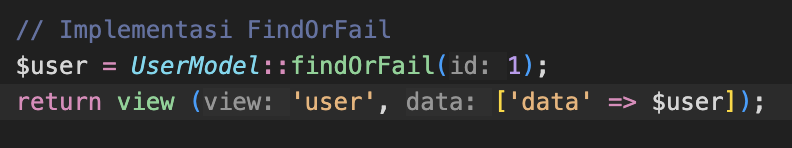 // Implementasi FindOrFail
$user = UserModel::findOrFail(id: 1);
return view (view: 'user', data: ['data' => $user]);